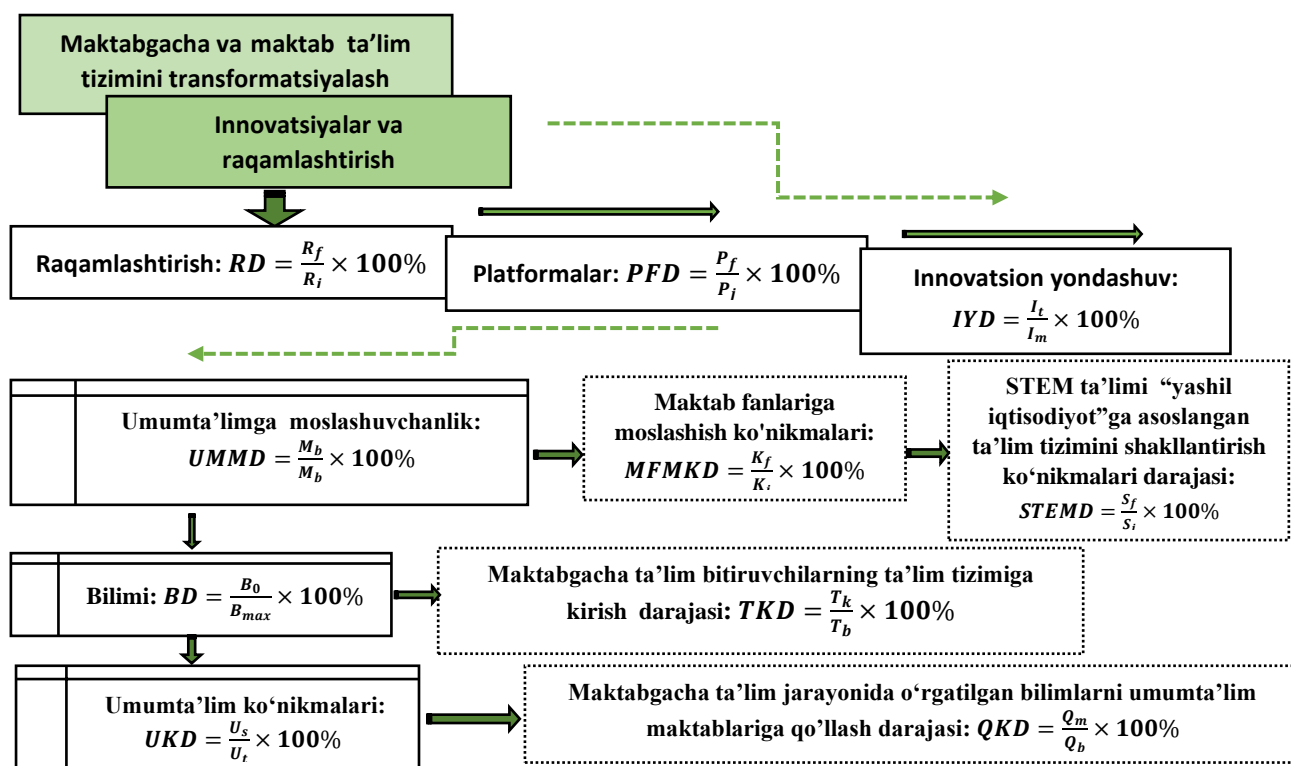 Maktabgacha va maktab ta’lim
tizimini transformatsiyalash
Innovatsiyalar va
raqamlashtirish
Raqamlashtirish: RD = R_f/R_i × 100%
Platformalar: PFD = P_f/P_j × 100%
Innovatsion yondashuv:
IYD = I_t/I_m × 100%
Umumta’limga moslashuvchanlik:
UMMD = M_b/M_b × 100%
Maktab fanlariga
moslashish ko'nikmalari:
MFMKD = K_f/K_i × 100%
STEM ta’limi “yashil
iqtisodiyot”ga asoslangan
ta’lim tizimini shakllantirish
ko‘nikmalari darajasi:
STEMD = S_f/S_i × 100%
Bilimi: BD = B_0/B_max × 100%
Maktabgacha ta’lim bitiruvchilarning ta’lim tizimiga
kirish darajasi: TKD = T_k/T_b × 100%
Umumta’lim ko‘nikmalari:
UKD = U_s/U_t × 100%
Maktabgacha ta’lim jarayonida o‘rgatilgan bilimlarni umumta’lim
maktablariga qo’llash darajasi: QKD = Q_m/Q_b × 100%